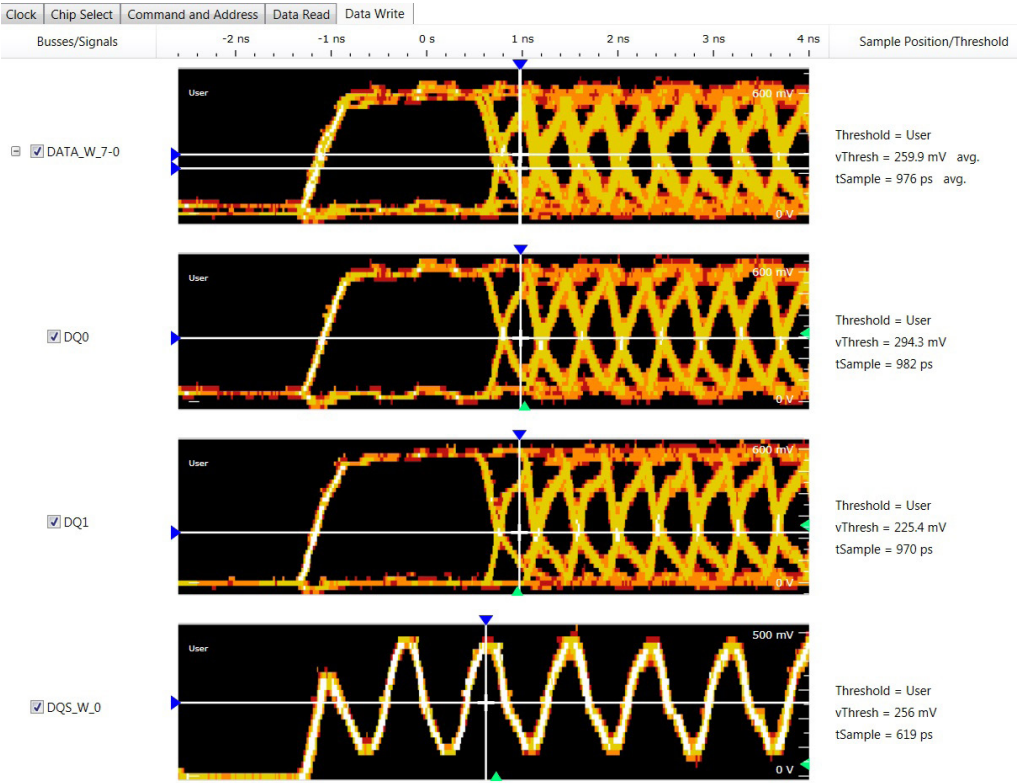 Clock Chip Select Command and Address Data Read Data Write
Busses/Signals -2 ns -1 ns 0 s 1 ns 2 ns 3 ns 4 ns Sample Position/Threshold
User
600 mV
0 V
DATA_W_7-0
Threshold = User
vThresh = 259.9 mV avg.
tSample = 976 ps avg.
User
600 mV
0 V
DQ0
Threshold = User
vThresh = 294.3 mV
tSample = 982 ps
User
600 mV
0 V
DQ1
Threshold = User
vThresh = 225.4 mV
tSample = 970 ps
User
500 mV
0 V
DQS_W_0
Threshold = User
vThresh = 256 mV
tSample = 619 ps